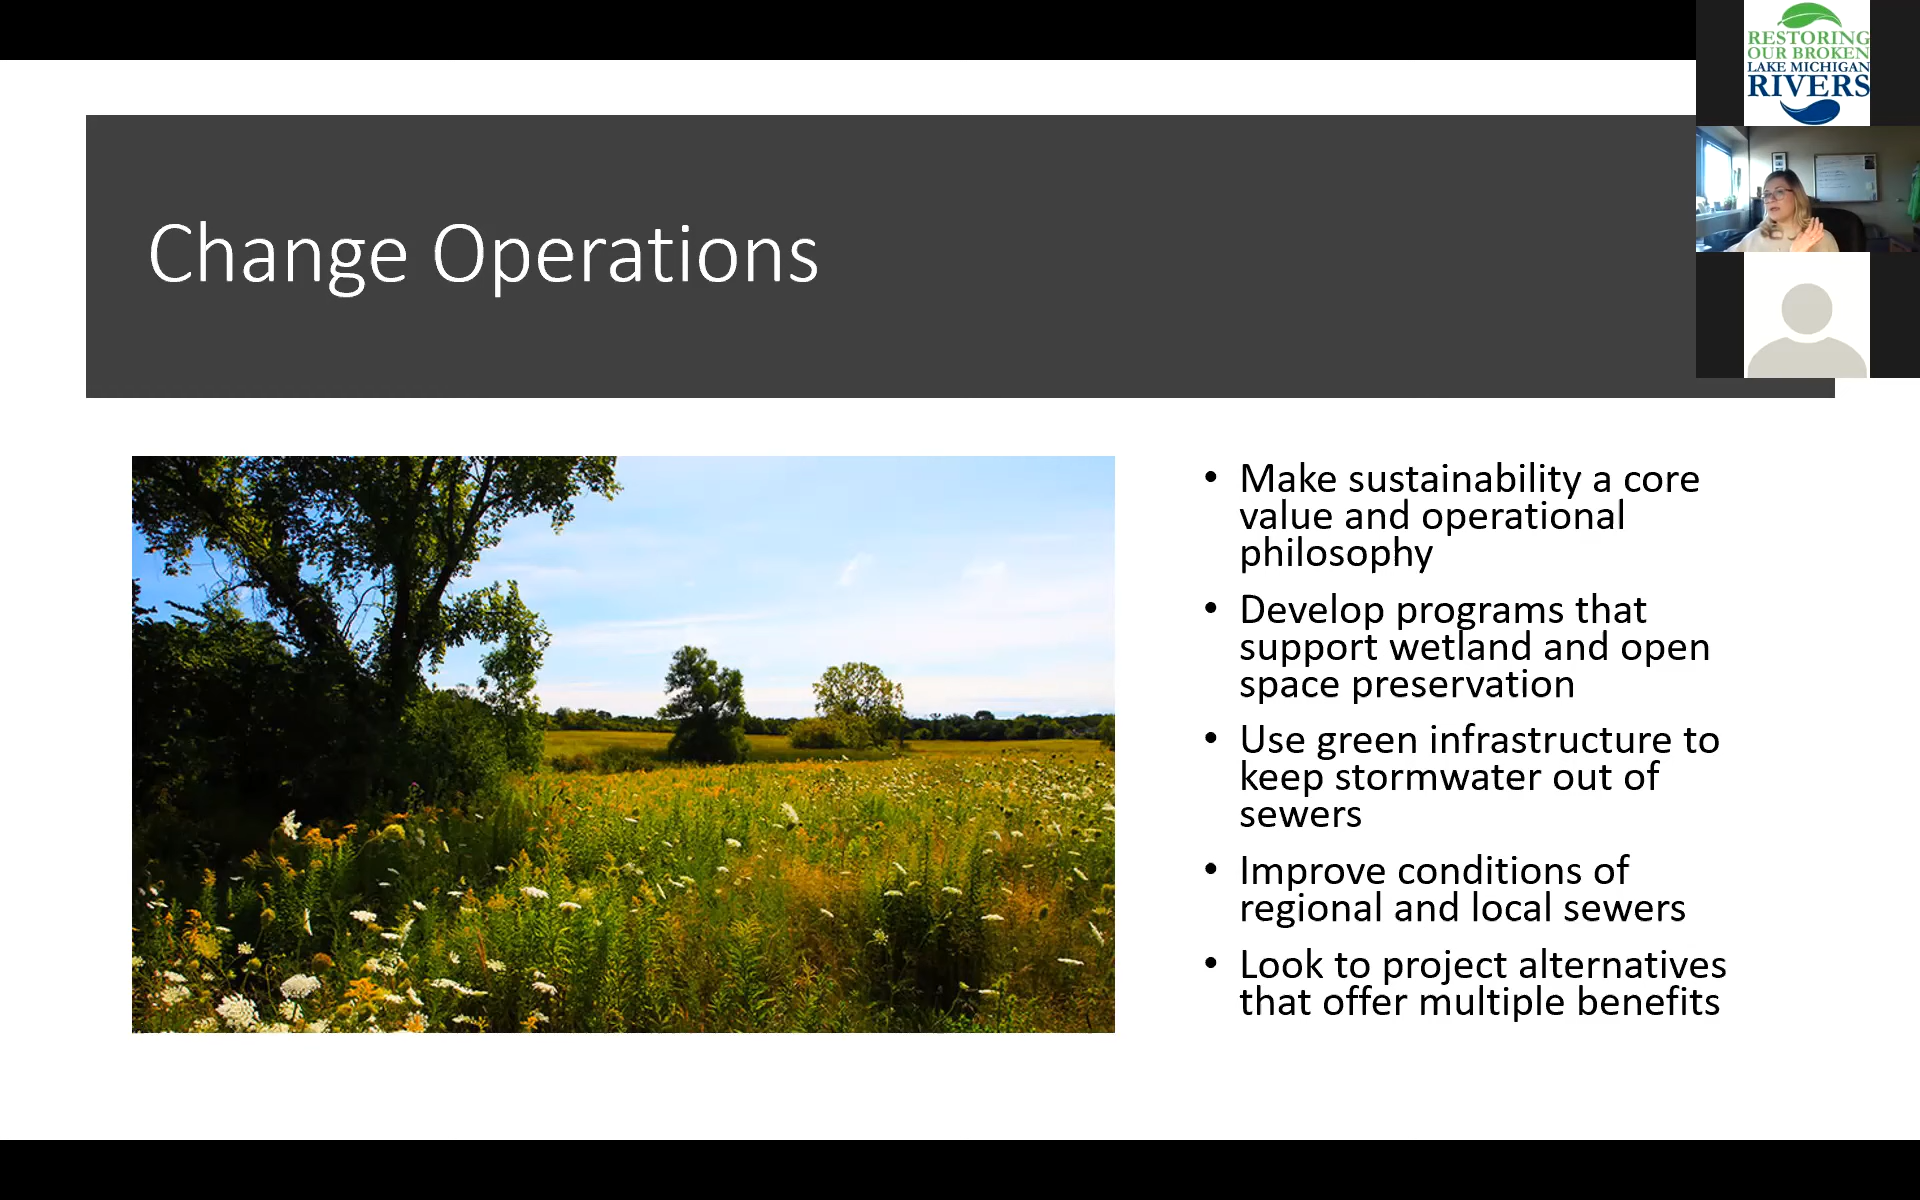 RESTORING
OUR BROKEN
LAKE MICHIGAN
RIVERS
Change Operations
• Make sustainability a core
value and operational
philosophy
• Develop programs that
support wetland and open
space preservation
• Use green infrastructure to
keep stormwater out of
sewers
• Improve conditions of
regional and local sewers
• Look to project alternatives
that offer multiple benefits